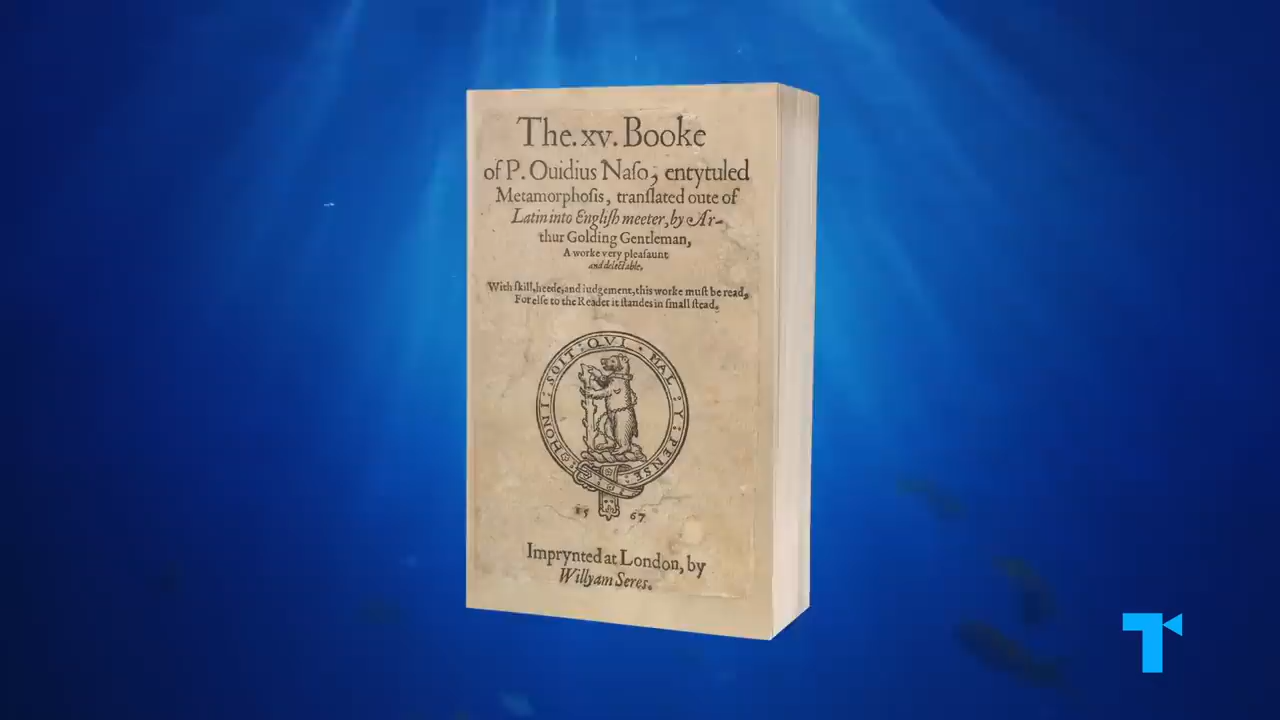 The.xv.Booke
of P. Ouidius Naſo, entytuled
Metamorphoſis, tranſlated oute of
Latin into Engliſh meeter, by Ar-
thur Golding Gentleman,
A worke very pleaſaunt
and delectable.
With ſkill, heede, and iudgement, this worke muſt be read,
For elſe to the Reader it ſtandes in ſmall ſtead.
HONI : SOIT : QVI · MAL : Y : PENSE :
1567
Imprynted at London, by
Willyam Seres.